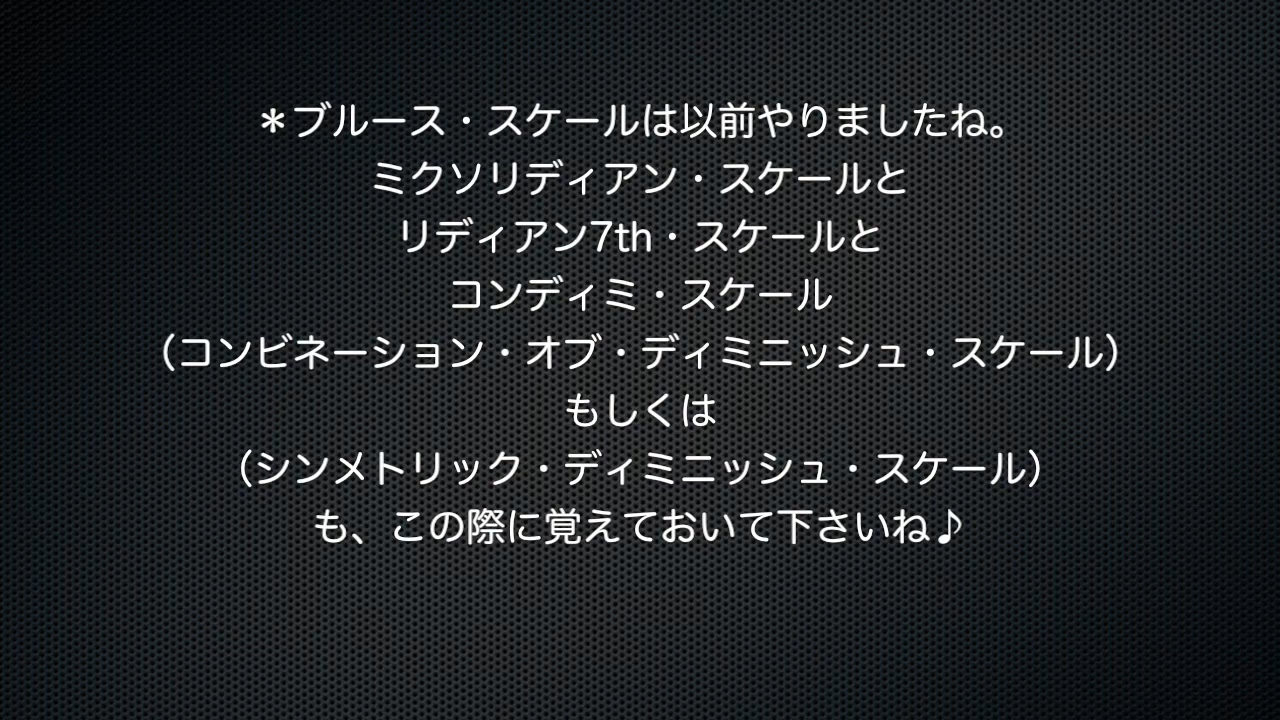 ＊ブルース・スケールは以前やりましたね。
ミクソリディアン・スケールと
リディアン7th・スケールと
コンディミ・スケール
（コンビネーション・オブ・ディミニッシュ・スケール）
もしくは
（シンメトリック・ディミニッシュ・スケール）
も、この際に覚えておいて下さいね♪